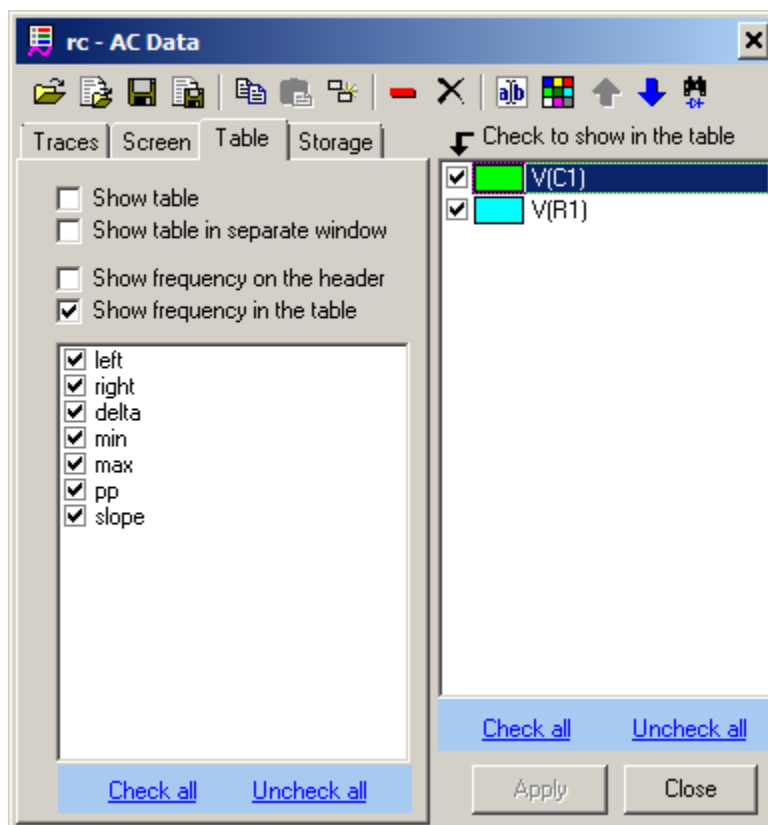 rc - AC Data
a b
Traces Screen Table Storage
Check to show in the table
Show table
Show table in separate window
Show frequency on the header
Show frequency in the table
left
right
delta
min
max
pp
slope
Check all Uncheck all
V(C1)
V(R1)
Check all Uncheck all
Apply Close